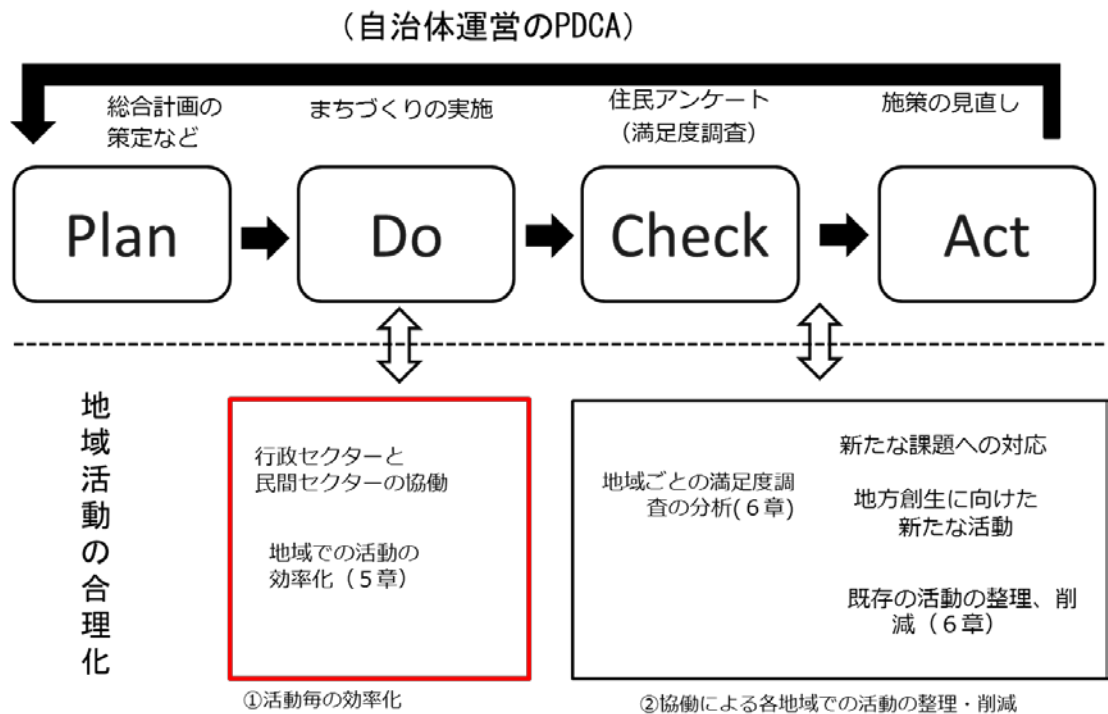 （自治体運営のPDCA）
総合計画の
策定など
まちづくりの実施
住民アンケート
（満足度調査）
施策の見直し
Plan
Do
Check
Act
地域活動の合理化
行政セクターと
民間セクターの協働
地域での活動の
効率化（５章）
地域ごとの満足度調
査の分析(６章)
新たな課題への対応
地方創生に向けた
新たな活動
既存の活動の整理、削
減（６章）
①活動毎の効率化
②協働による各地域での活動の整理・削減